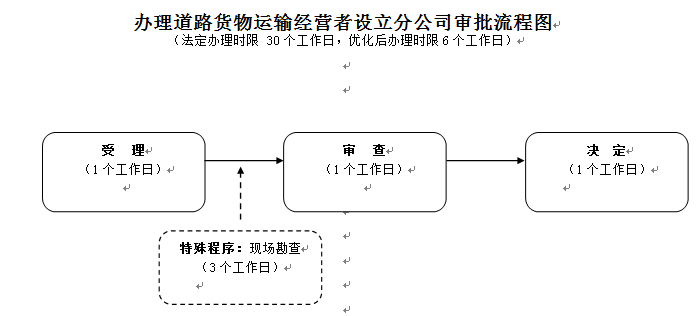 办理道路货物运输经营者设立分公司审批流程图
（法定办理时限 30个工作日，优化后办理时限6个工作日）
受 理
（1个工作日）
审 查
（1个工作日）
决 定
（1个工作日）
特殊程序：现场勘查
（3个工作日）